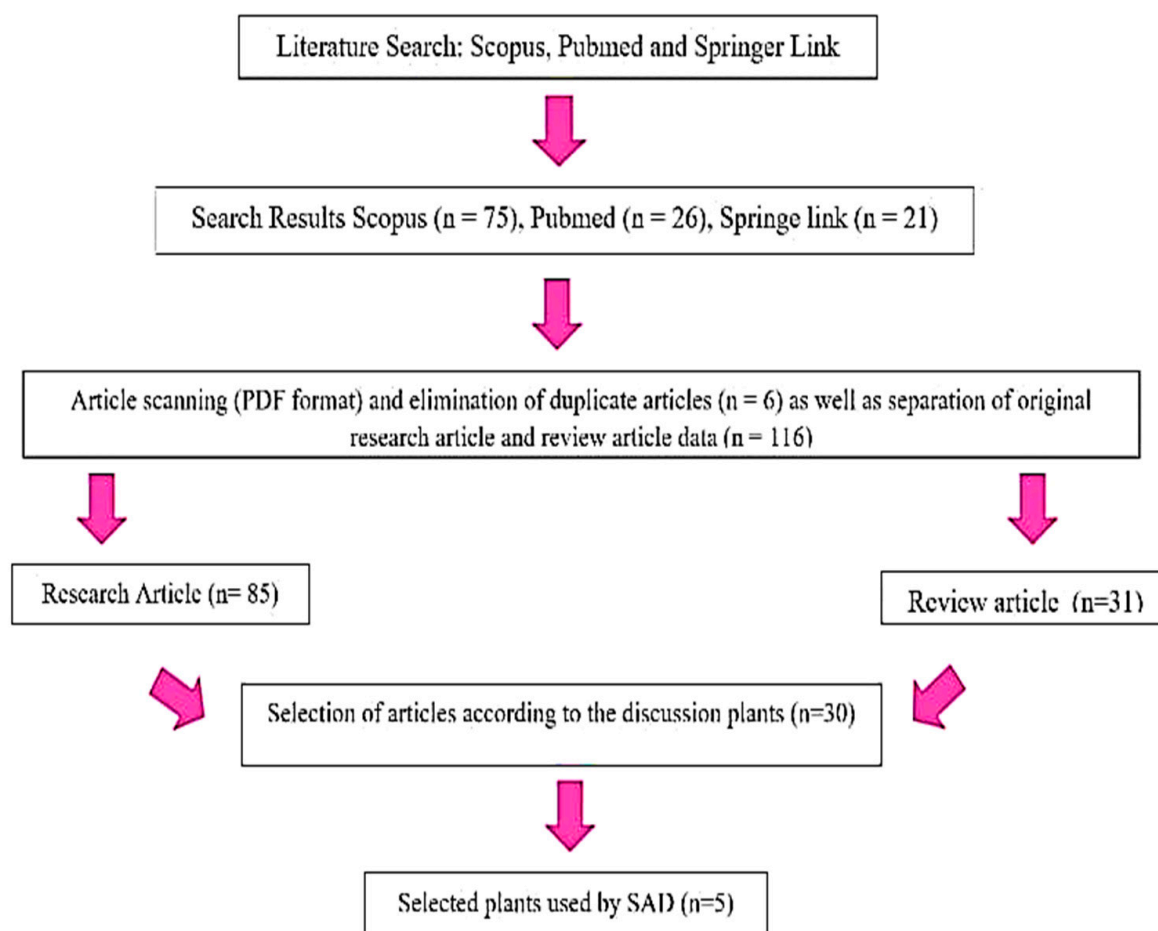 Literature Search: Scopus, Pubmed and Springer Link
Search Results Scopus (n = 75), Pubmed (n = 26), Springe link (n = 21)
Article scanning (PDF format) and elimination of duplicate articles (n = 6) as well as separation of original
research article and review article data (n = 116)
Research Article (n= 85)
Review article (n=31)
Selection of articles according to the discussion plants (n=30)
Selected plants used by SAD (n=5)